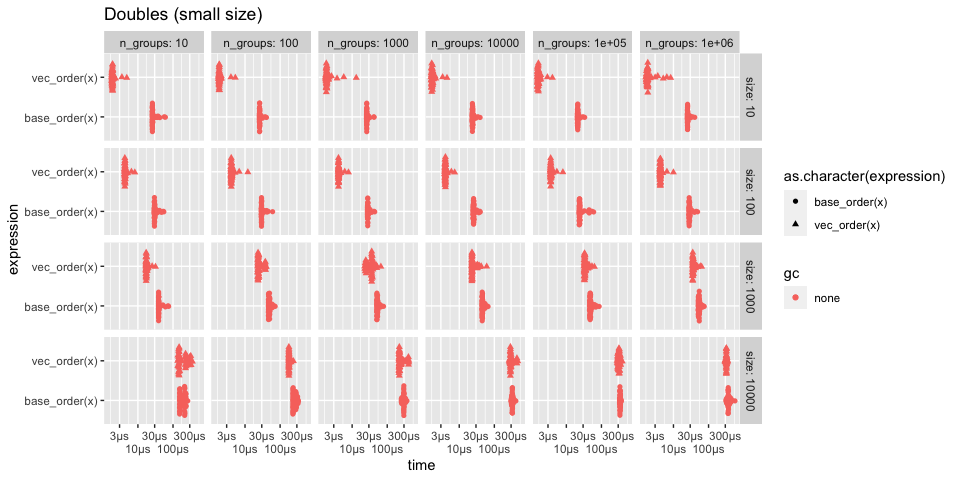 Doubles (small size)
n_groups: 10
n_groups: 100
n_groups: 1000
n_groups: 10000
n_groups: 1e+05
n_groups: 1e+06
expression
vec_order(x)
base_order(x)
size: 10
vec_order(x)
base_order(x)
size: 100
vec_order(x)
base_order(x)
size: 1000
vec_order(x)
base_order(x)
size: 10000
3µs 30µs 300µs
10µs 100µs
3µs 30µs 300µs
10µs 100µs
3µs 30µs 300µs
10µs 100µs
3µs 30µs 300µs
10µs 100µs
3µs 30µs 300µs
10µs 100µs
3µs 30µs 300µs
10µs 100µs
time
as.character(expression)
base_order(x)
vec_order(x)
gc
none